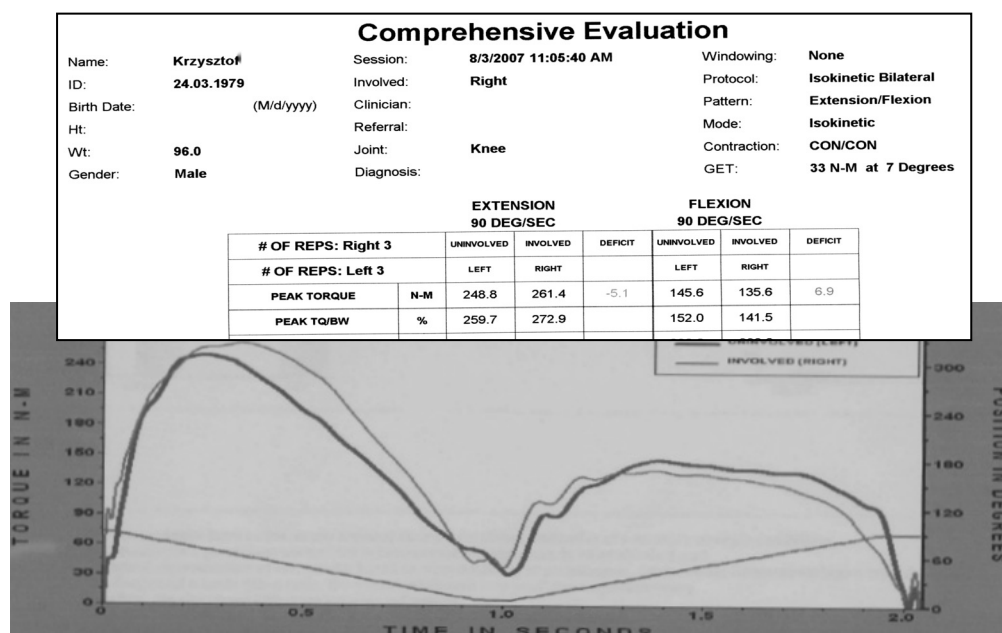 Comprehensive Evaluation
Name: Krzysztof Session: 8/3/2007 11:05:40 AM Windowing: None
ID: 24.03.1979 Involved: Right Protocol: Isokinetic Bilateral
Birth Date: (M/d/yyyy) Clinician: Pattern: Extension/Flexion
Ht: Referral: Mode: Isokinetic
Wt: 96.0 Joint: Knee Contraction: CON/CON
Gender: Male Diagnosis: GET: 33 N-M at 7 Degrees
EXTENSION FLEXION
90 DEG/SEC 90 DEG/SEC
# OF REPS: Right 3 UNINVOLVED INVOLVED DEFICIT UNINVOLVED INVOLVED DEFICIT
# OF REPS: Left 3 LEFT RIGHT LEFT RIGHT
PEAK TORQUE N-M 248.8 261.4 -5.1 145.6 135.6 6.9
PEAK TQ/BW % 259.7 272.9 152.0 141.5
UNINVOLVED (LEFT)
INVOLVED (RIGHT)
TORQUE IN N-M
240
210
180
150
120
90
60
30
0
300
240
180
120
60
0
POSITION IN DEGREES
0 0.5 1.0 1.5 2.0
TIME IN SECONDS